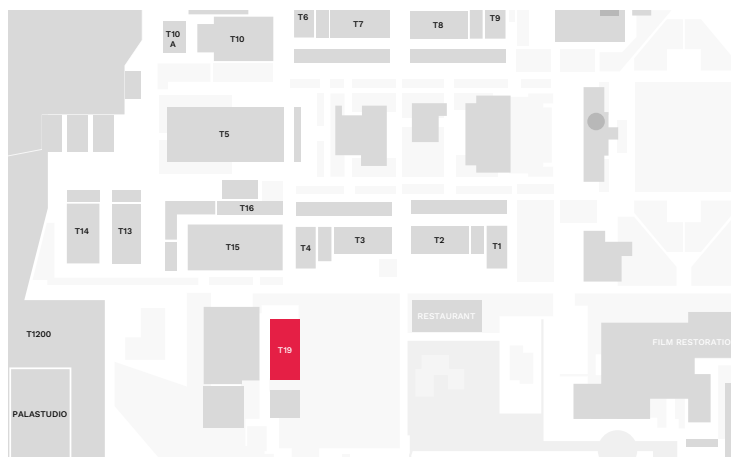 T6
T7
T8
T9
T10
A
T10
T5
T16
T14
T13
T15
T4
T3
T2
T1
RESTAURANT
T1200
T19
FILM RESTORATIO
PALASTUDIO